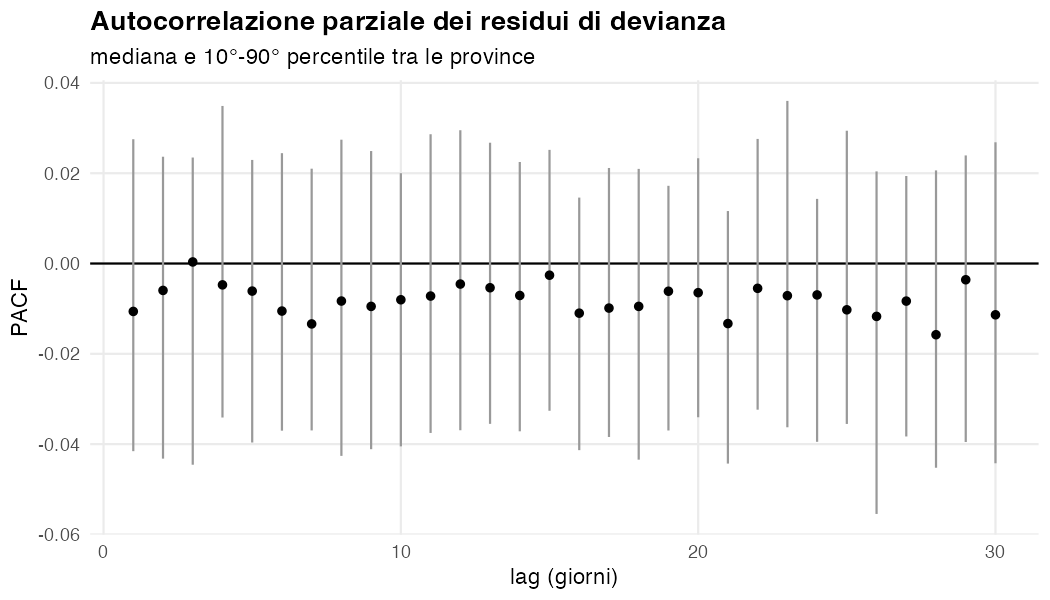 Autocorrelazione parziale dei residui di devianza
mediana e 10°-90° percentile tra le province
0.04
0.02
0.00
-0.02
-0.04
-0.06
PACF
0 10 20 30
lag (giorni)